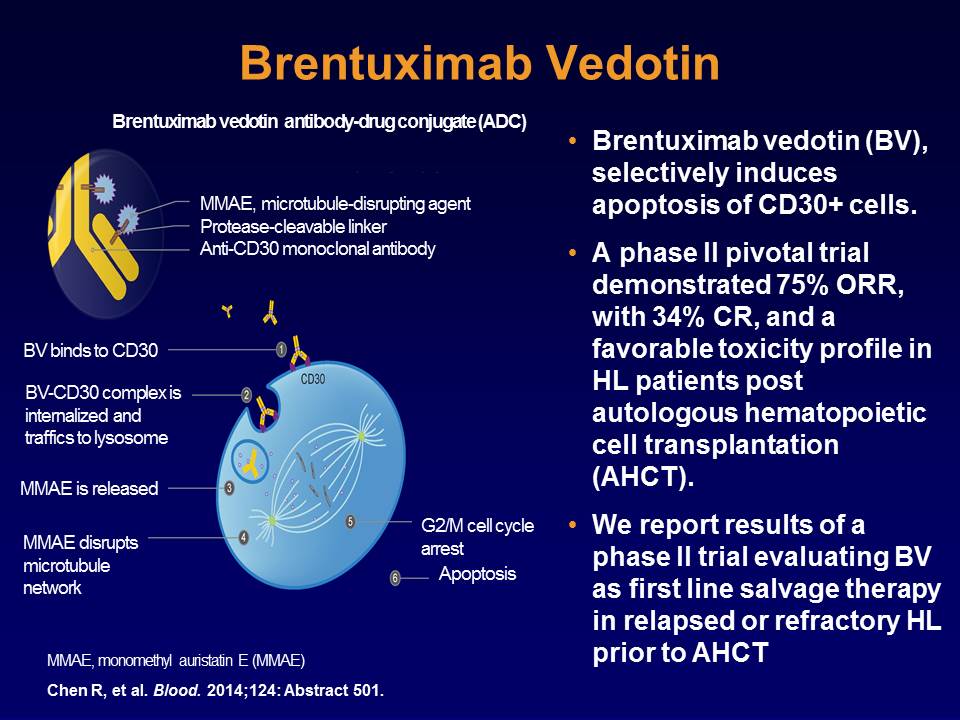 Brentuximab Vedotin
Brentuximab vedotin antibody-drug conjugate (ADC)
MMAE, microtubule-disrupting agent
Protease-cleavable linker
Anti-CD30 monoclonal antibody
BV binds to CD30
1
CD30
BV-CD30 complex is
internalized and
traffics to lysosome
2
MMAE is released
3
MMAE disrupts
microtubule
network
4
5
G2/M cell cycle
arrest
6
Apoptosis
• Brentuximab vedotin (BV),
selectively induces
apoptosis of CD30+ cells.
• A phase II pivotal trial
demonstrated 75% ORR,
with 34% CR, and a
favorable toxicity profile in
HL patients post
autologous hematopoietic
cell transplantation
(AHCT).
• We report results of a
phase II trial evaluating BV
as first line salvage therapy
in relapsed or refractory HL
prior to AHCT
MMAE, monomethyl auristatin E (MMAE)
Chen R, et al. Blood. 2014;124: Abstract 501.